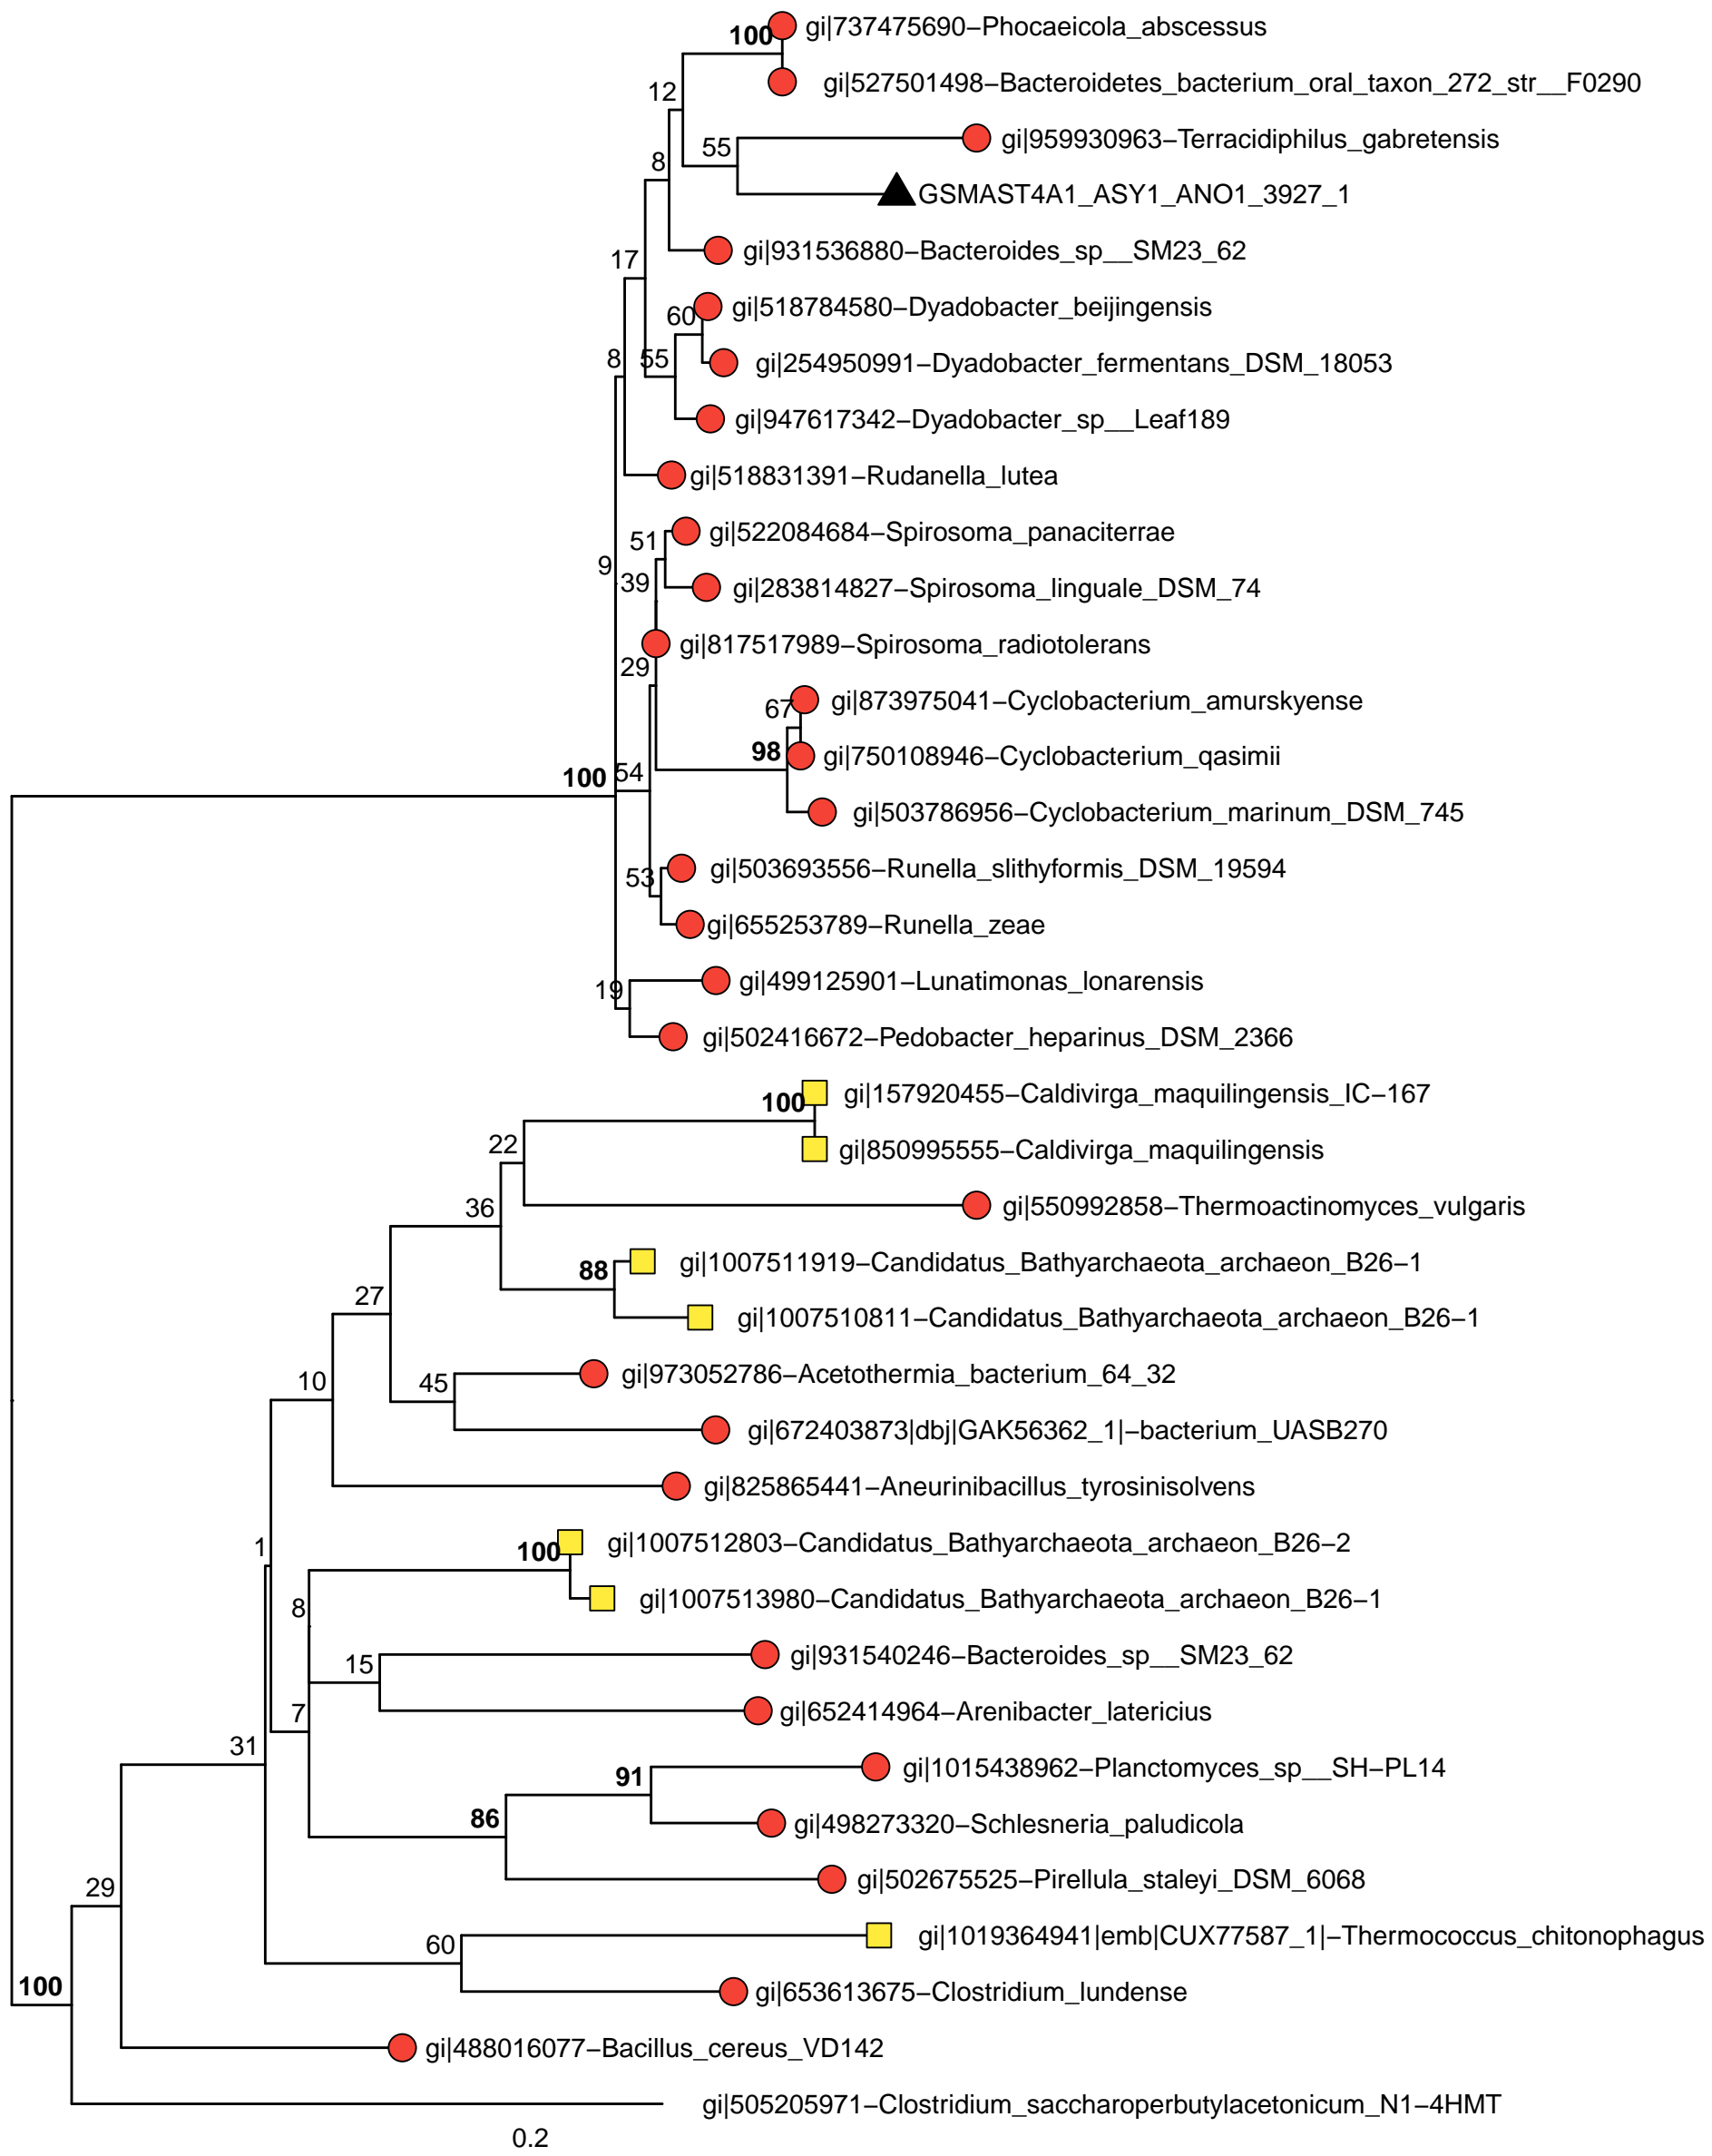 100
gi|737475690−Phocaeicola_abscessus
gi|527501498−Bacteroidetes_bacterium_oral_taxon_272_str__F0290
12
gi|959930963−Terracidiphilus_gabretensis
55
8
GSMAST4A1_ASY1_ANO1_3927_1
gi|931536880−Bacteroides_sp__SM23_62
17
gi|518784580−Dyadobacter_beijingensis
60
8
55
gi|254950991−Dyadobacter_fermentans_DSM_18053
gi|947617342−Dyadobacter_sp__Leaf189
gi|518831391−Rudanella_lutea
gi|522084684−Spirosoma_panaciterrae
51
9
39
gi|283814827−Spirosoma_linguale_DSM_74
gi|817517989−Spirosoma_radiotolerans
29
gi|873975041−Cyclobacterium_amurskyense
67
98
gi|750108946−Cyclobacterium_qasimii
100
54
gi|503786956−Cyclobacterium_marinum_DSM_745
gi|503693556−Runella_slithyformis_DSM_19594
53
gi|655253789−Runella_zeae
gi|499125901−Lunatimonas_lonarensis
19
gi|502416672−Pedobacter_heparinus_DSM_2366
gi|157920455−Caldivirga_maquilingensis_IC−167
100
22
gi|850995555−Caldivirga_maquilingensis
36
gi|550992858−Thermoactinomyces_vulgaris
88
gi|1007511919−Candidatus_Bathyarchaeota_archaeon_B26−1
27
gi|1007510811−Candidatus_Bathyarchaeota_archaeon_B26−1
10
45
gi|973052786−Acetothermia_bacterium_64_32
gi|672403873|dbj|GAK56362_1|−bacterium_UASB270
gi|825865441−Aneurinibacillus_tyrosinisolvens
1
100
gi|1007512803−Candidatus_Bathyarchaeota_archaeon_B26−2
8
gi|1007513980−Candidatus_Bathyarchaeota_archaeon_B26−1
15
gi|931540246−Bacteroides_sp__SM23_62
7
gi|652414964−Arenibacter_latericius
31
91
gi|1015438962−Planctomyces_sp__SH−PL14
86
gi|498273320−Schlesneria_paludicola
29
gi|502675525−Pirellula_staleyi_DSM_6068
60
gi|1019364941|emb|CUX77587_1|−Thermococcus_chitonophagus
100
gi|653613675−Clostridium_lundense
gi|488016077−Bacillus_cereus_VD142
gi|505205971−Clostridium_saccharoperbutylacetonicum_N1−4HMT
0.2